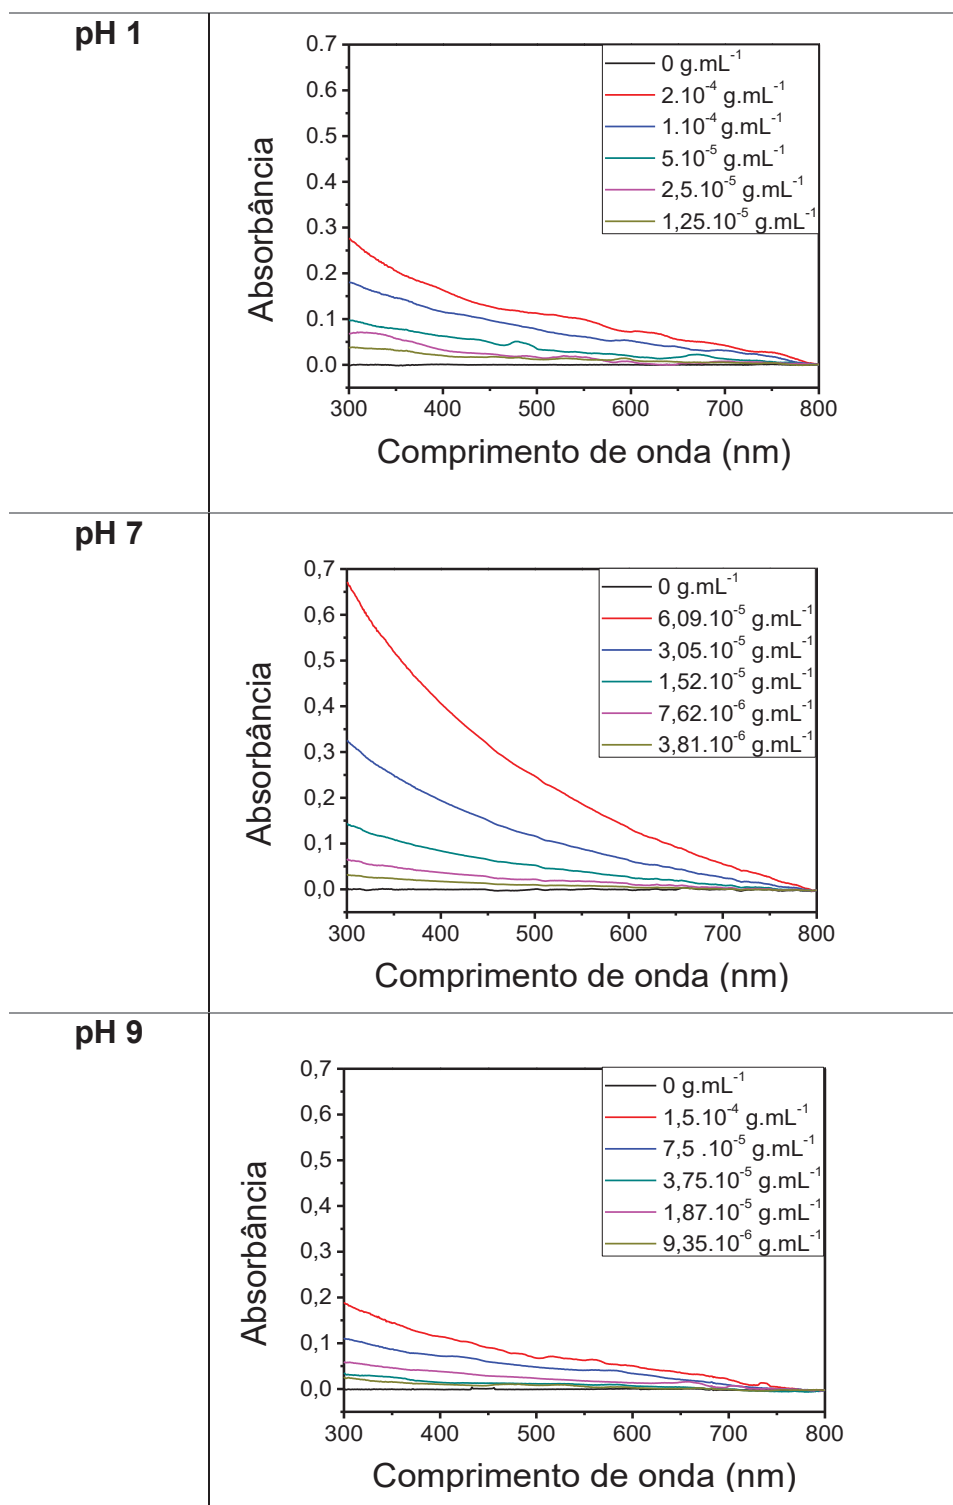 pH 1
0.7
0.6
0.5
0.4
0.3
0.2
0.1
0.0
Absorbância
0 g.mL⁻¹
2.10⁻⁴ g.mL⁻¹
1.10⁻⁴ g.mL⁻¹
5.10⁻⁵ g.mL⁻¹
2,5.10⁻⁵ g.mL⁻¹
1,25.10⁻⁵ g.mL⁻¹
300 400 500 600 700 800
Comprimento de onda (nm)
pH 7
0,7
0,6
0,5
0,4
0,3
0,2
0,1
0,0
Absorbância
0 g.mL⁻¹
6,09.10⁻⁵ g.mL⁻¹
3,05.10⁻⁵ g.mL⁻¹
1,52.10⁻⁵ g.mL⁻¹
7,62.10⁻⁶ g.mL⁻¹
3,81.10⁻⁶ g.mL⁻¹
300 400 500 600 700 800
Comprimento de onda (nm)
pH 9
0,7
0,6
0,5
0,4
0,3
0,2
0,1
0,0
Absorbância
0 g.mL⁻¹
1,5.10⁻⁴ g.mL⁻¹
7,5 .10⁻⁵ g.mL⁻¹
3,75.10⁻⁵ g.mL⁻¹
1,87.10⁻⁵ g.mL⁻¹
9,35.10⁻⁶ g.mL⁻¹
300 400 500 600 700 800
Comprimento de onda (nm)